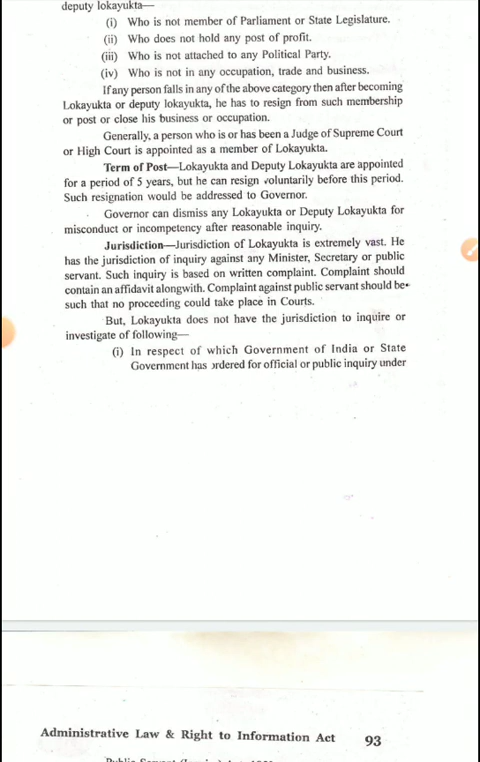 deputy lokayukta—
(i) Who is not member of Parliament or State Legislature.
(ii) Who does not hold any post of profit.
(iii) Who is not attached to any Political Party.
(iv) Who is not in any occupation, trade and business.
If any person falls in any of the above category then after becoming
Lokayukta or deputy lokayukta, he has to resign from such membership
or post or close his business or occupation.
Generally, a person who is or has been a Judge of Supreme Court
or High Court is appointed as a member of Lokayukta.
Term of Post—Lokayukta and Deputy Lokayukta are appointed
for a period of 5 years, but he can resign voluntarily before this period.
Such resignation would be addressed to Governor.
Governor can dismiss any Lokayukta or Deputy Lokayukta for
misconduct or incompetency after reasonable inquiry.
Jurisdiction—Jurisdiction of Lokayukta is extremely vast. He
has the jurisdiction of inquiry against any Minister, Secretary or public
servant. Such inquiry is based on written complaint. Complaint should
contain an affidavit alongwith. Complaint against public servant should be
such that no proceeding could take place in Courts.
But, Lokayukta does not have the jurisdiction to inquire or
investigate of following—
(i) In respect of which Government of India or State
Government has ordered for official or public inquiry under
Administrative Law & Right to Information Act 93